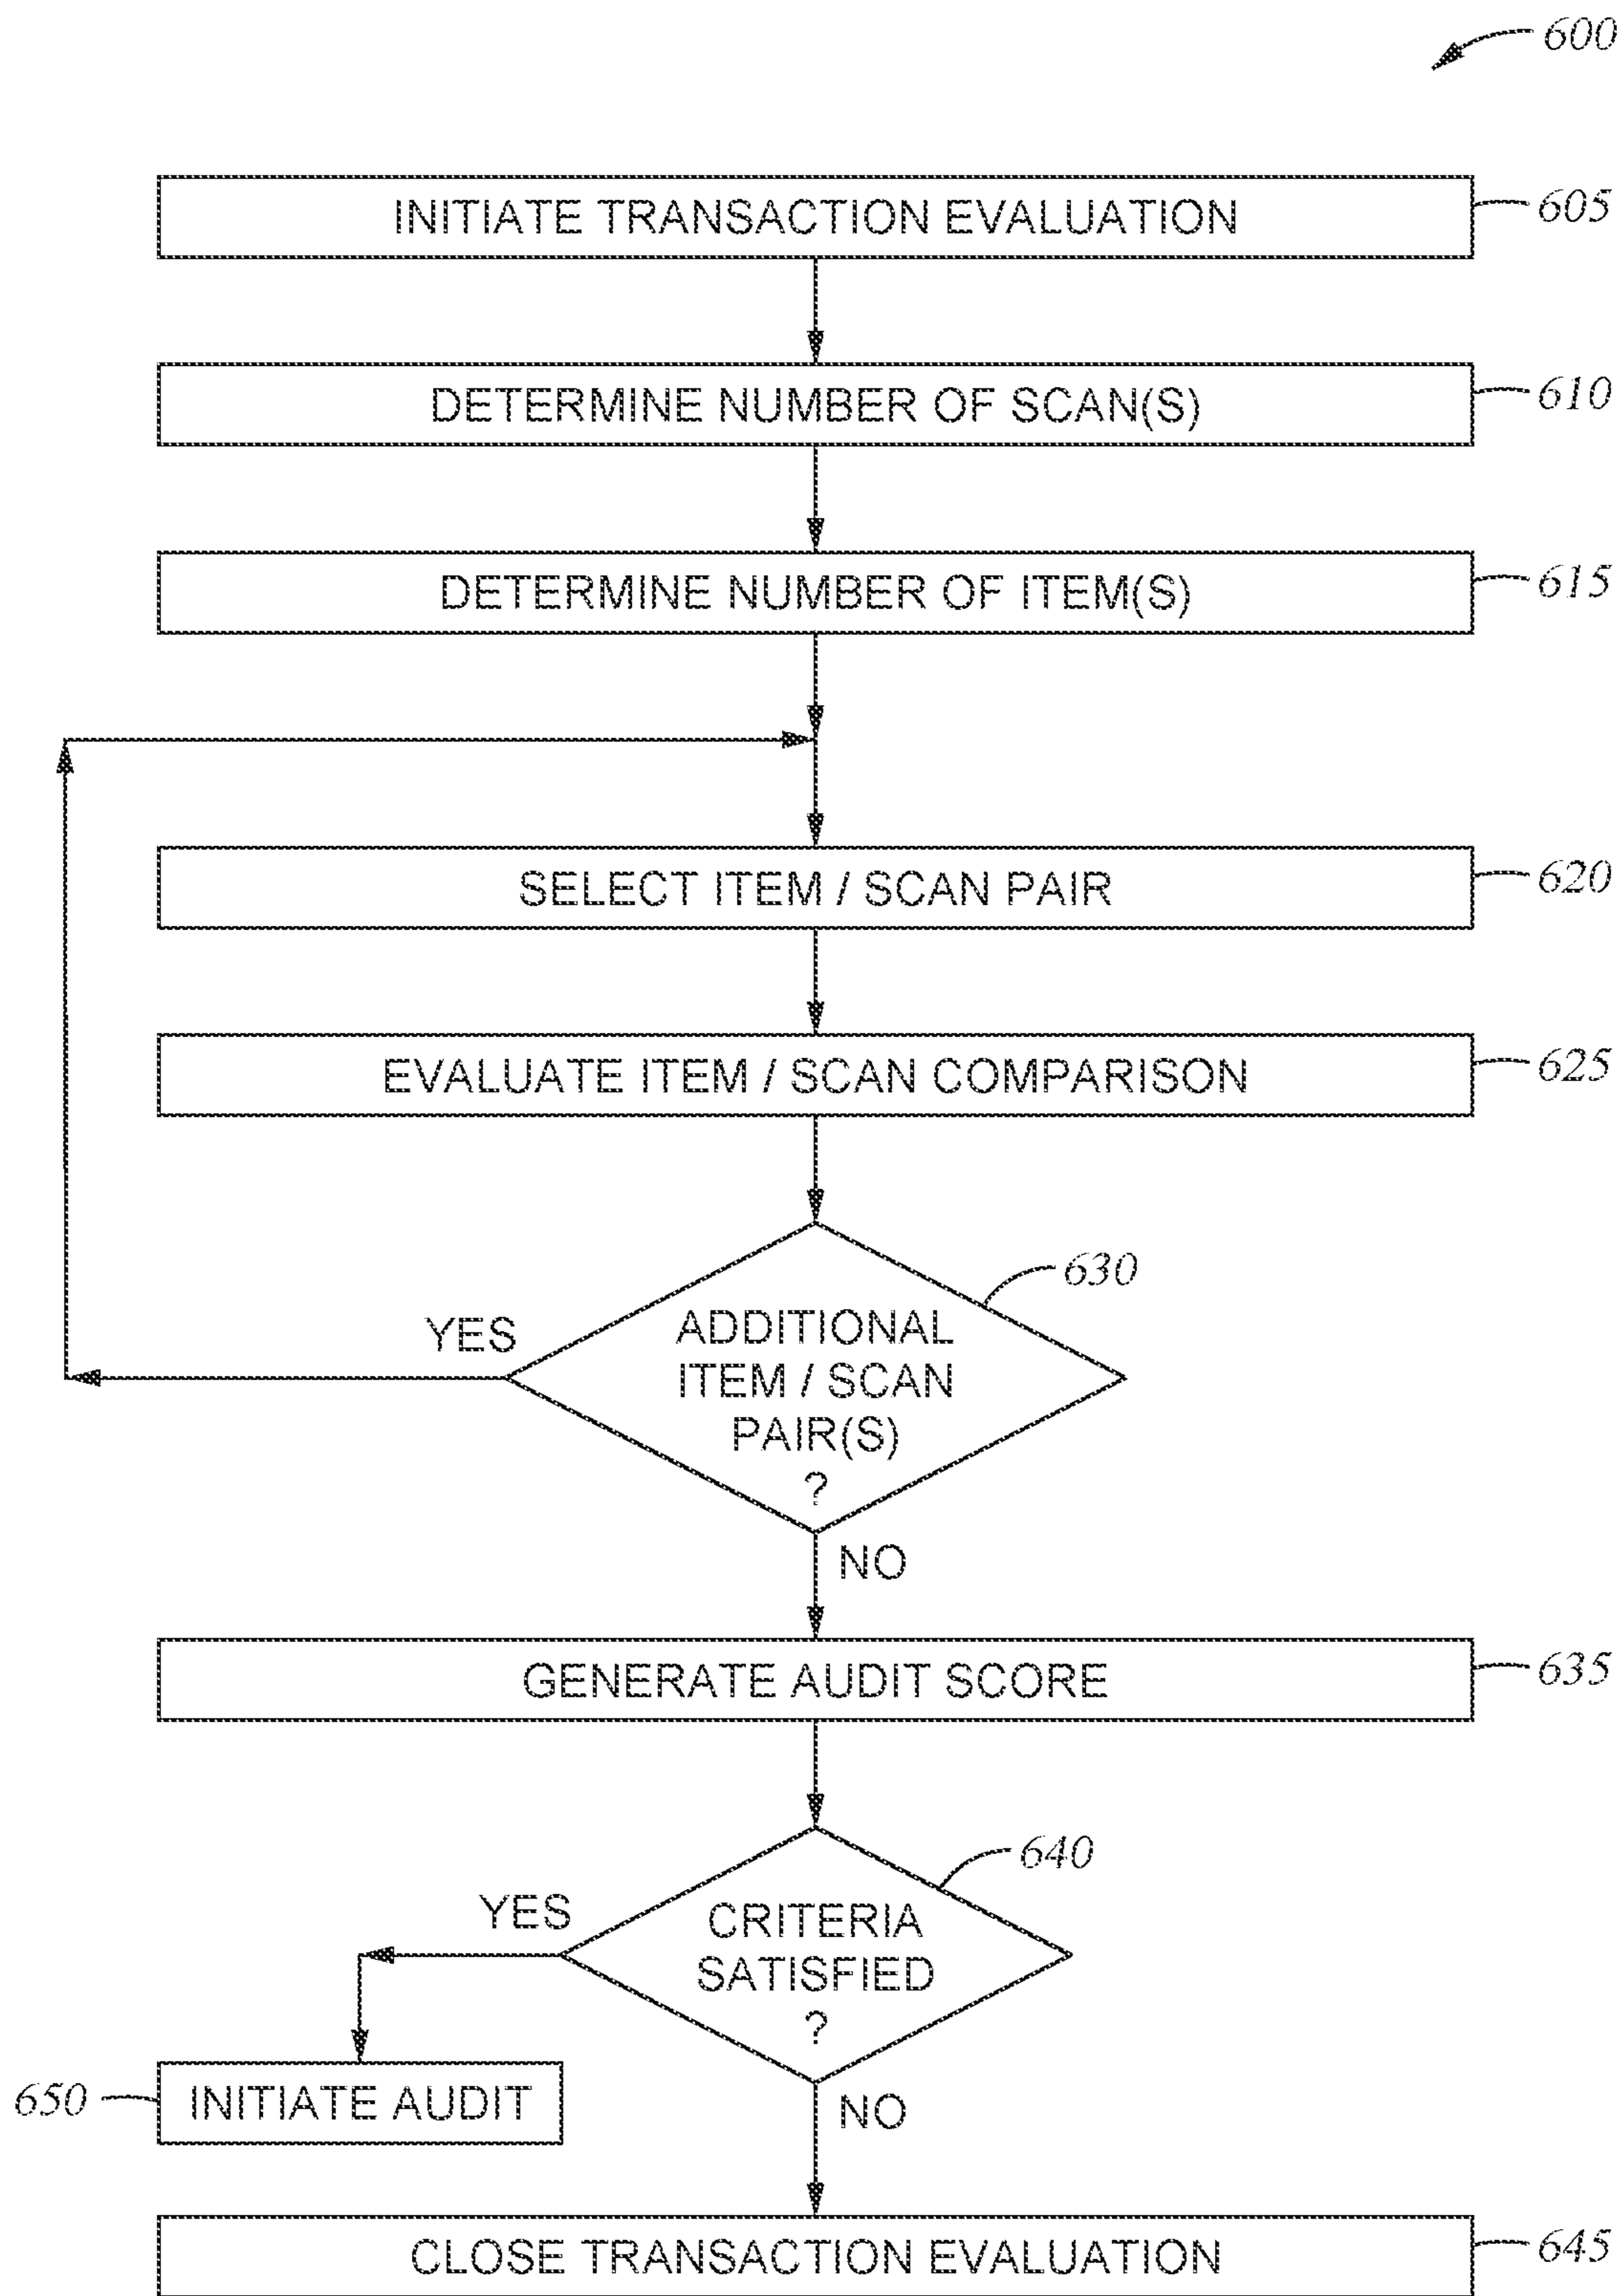 600
INITIATE TRANSACTION EVALUATION
605
DETERMINE NUMBER OF SCAN(S)
610
DETERMINE NUMBER OF ITEM(S)
615
SELECT ITEM / SCAN PAIR
620
EVALUATE ITEM / SCAN COMPARISON
625
630
YES
ADDITIONAL
ITEM / SCAN
PAIR(S)
?
NO
GENERATE AUDIT SCORE
635
640
YES
CRITERIA
SATISFIED
?
650
INITIATE AUDIT
NO
CLOSE TRANSACTION EVALUATION
645